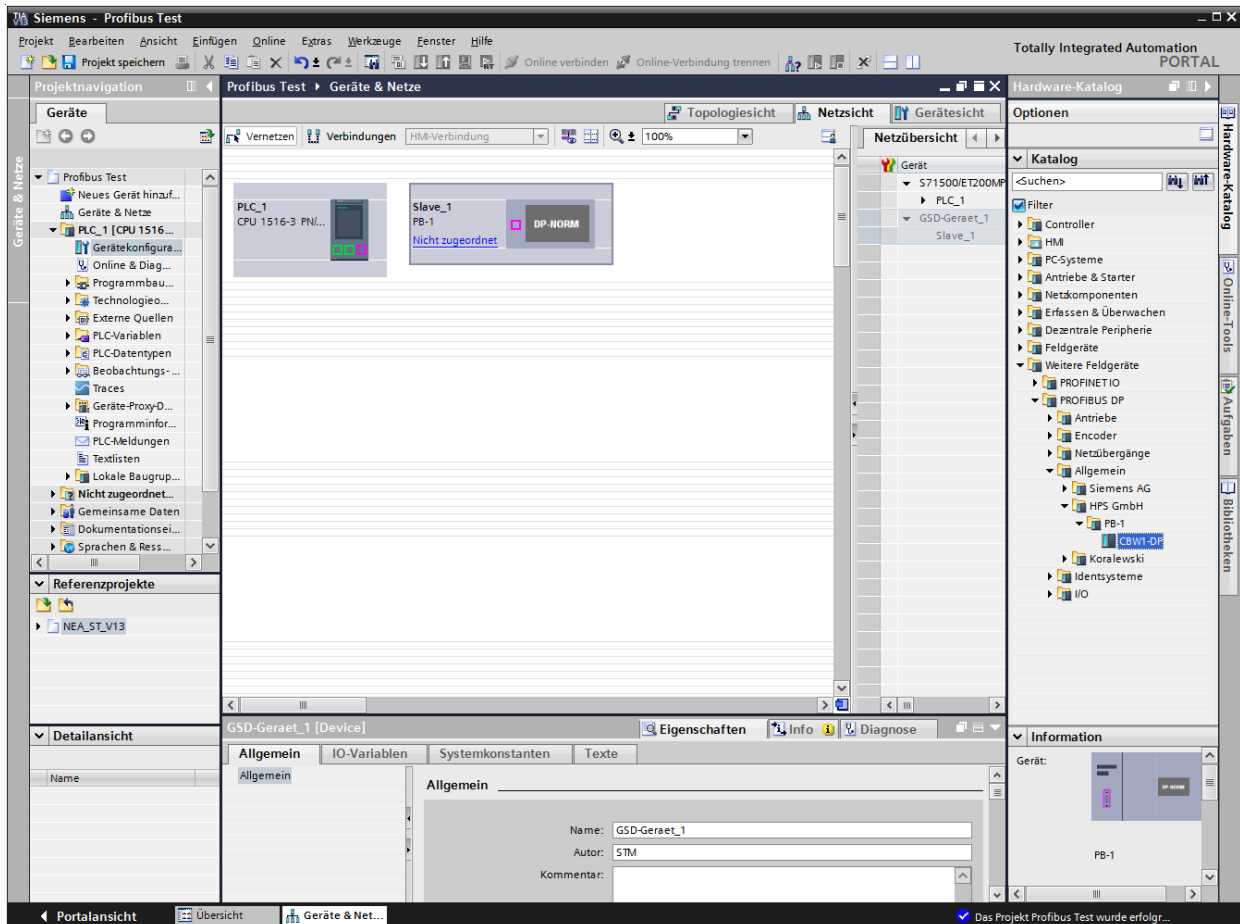 Siemens - Profibus Test
Projekt Bearbeiten Ansicht Einfügen Online Extras Werkzeuge Fenster Hilfe
Totally Integrated Automation
PORTAL
Projekt speichern
Online verbinden
Online-Verbindung trennen
Projektnavigation
Geräte
Geräte & Netze
Profibus Test
Neues Gerät hinzuf...
Geräte & Netze
PLC_1 [CPU 1516...
Gerätekonfigura...
Online & Diag...
Programmbau...
Technologieo...
Externe Quellen
PLC-Variablen
PLC-Datentypen
Beobachtungs-...
Traces
Geräte-Proxy-D...
Programminfor...
PLC-Meldungen
Textlisten
Lokale Baugrup...
Nicht zugeordnet...
Gemeinsame Daten
Dokumentationsei...
Sprachen & Ress...
Referenzprojekte
NEA_ST_V13
Detailansicht
Name
Profibus Test
Geräte & Netze
Topologiesicht
Netzsicht
Gerätesicht
Vernetzen
Verbindungen
HMI-Verbindung
100%
PLC_1
CPU 1516-3 PN/...
Slave_1
PB-1
Nicht zugeordnet
DP-NORM
Netzübersicht
Gerät
S71500/ET200MP
PLC_1
GSD-Geraet_1
Slave_1
GSD-Geraet_1 [Device]
Eigenschaften
Info
Diagnose
Allgemein
IO-Variablen
Systemkonstanten
Texte
Allgemein
Allgemein
Name:
GSD-Geraet_1
Autor:
STM
Kommentar:
Hardware-Katalog
Optionen
Katalog
<Suchen>
Filter
Controller
HMI
PC-Systeme
Antriebe & Starter
Netzkomponenten
Erfassen & Überwachen
Dezentrale Peripherie
Feldgeräte
Weitere Feldgeräte
PROFINET IO
PROFIBUS DP
Antriebe
Encoder
Netzübergänge
Allgemein
Siemens AG
HPS GmbH
PB-1
CBW1-DP
Koralewski
Identsysteme
I/O
Information
Gerät:
DP-NORM
PB-1
Hardware-Katalog
Online-Tools
Aufgaben
Bibliotheken
Portalansicht
Übersicht
Geräte & Net...
Das Projekt Profibus Test wurde erfolgr...